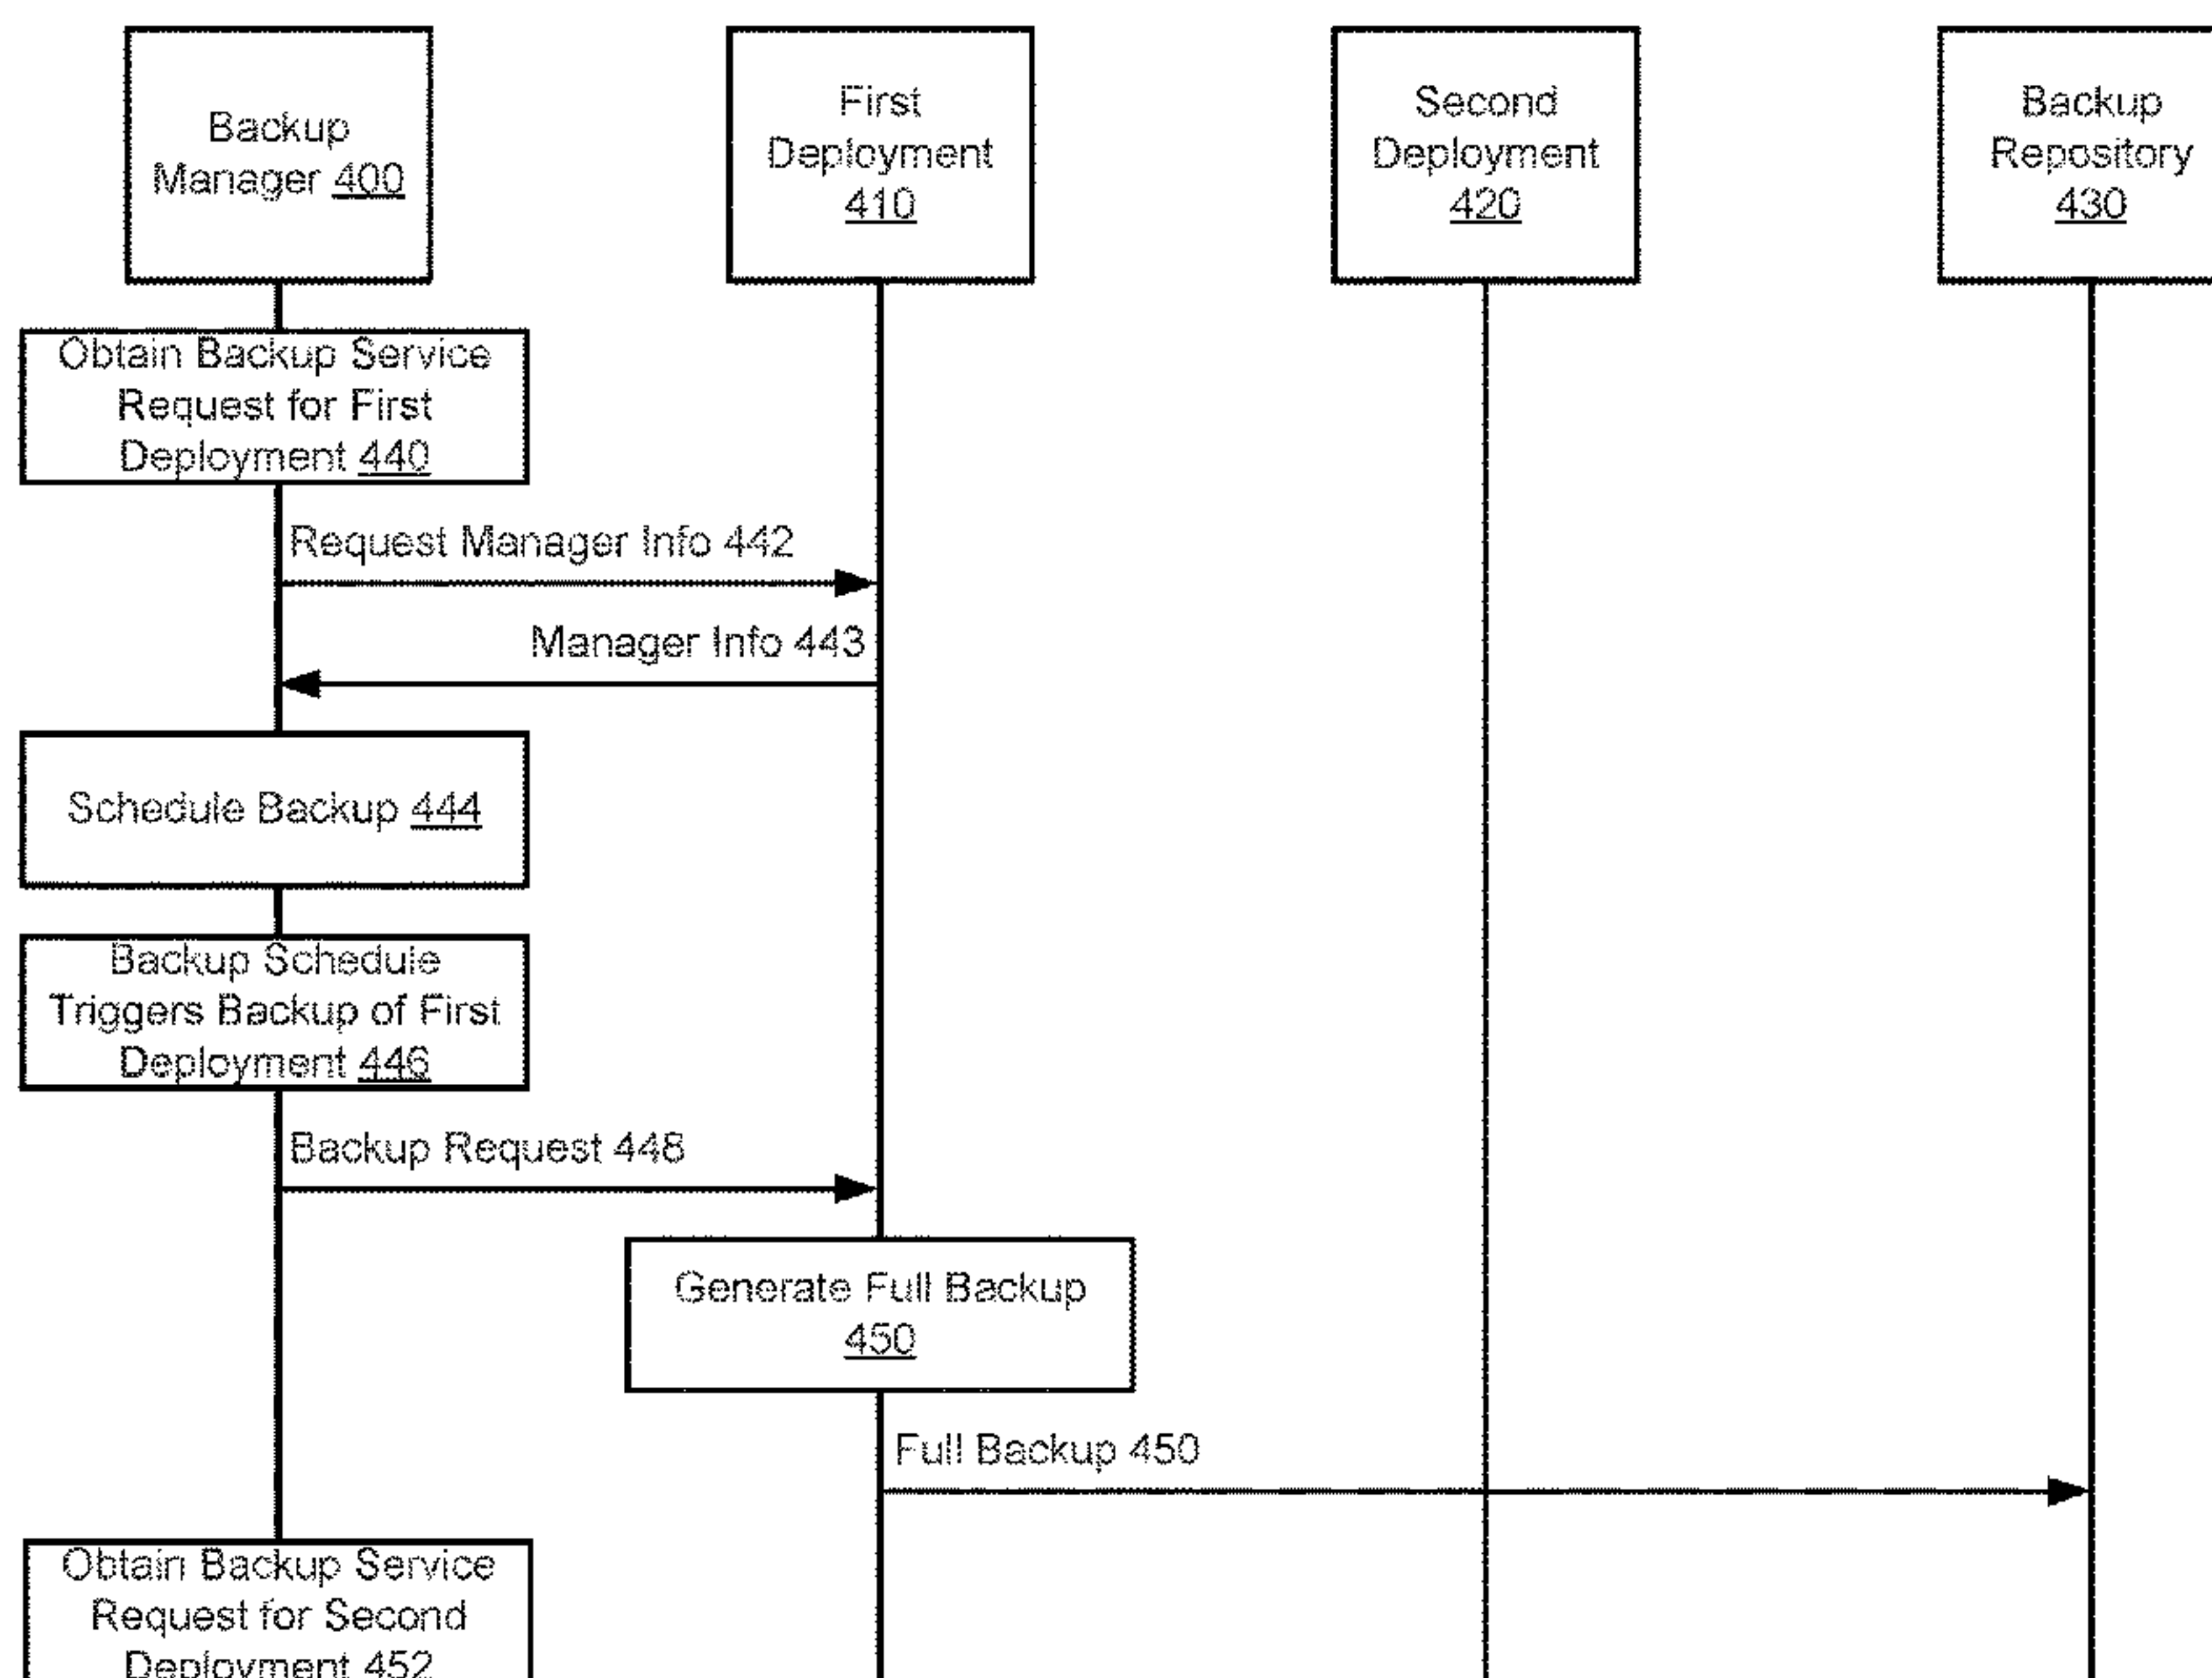 Backup
Manager 400
First
Deployment
410
Second
Deployment
420
Backup
Repository
430
Obtain Backup Service
Request for First
Deployment 440
Request Manager Info 442
Manager Info 443
Schedule Backup 444
Backup Schedule
Triggers Backup of First
Deployment 446
Backup Request 448
Generate Full Backup
450
Full Backup 450
Obtain Backup Service
Request for Second
Deployment 452